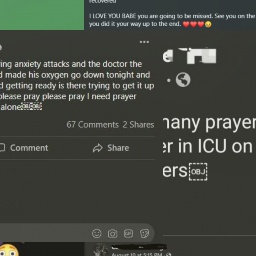 recovered
I LOVE YOU BABE you are going to be missed. See you on the
you did it your way up to the end. ❤️❤️❤️😘
ing anxiety attacks and the doctor the
d made his oxygen go down tonight and
d getting ready is there trying to get it up
please pray please pray I need prayer
alone￼￼
67 Comments 2 Shares
Comment
Share
many prayer
er in ICU on
ers￼
August 10 at 5:15 PM